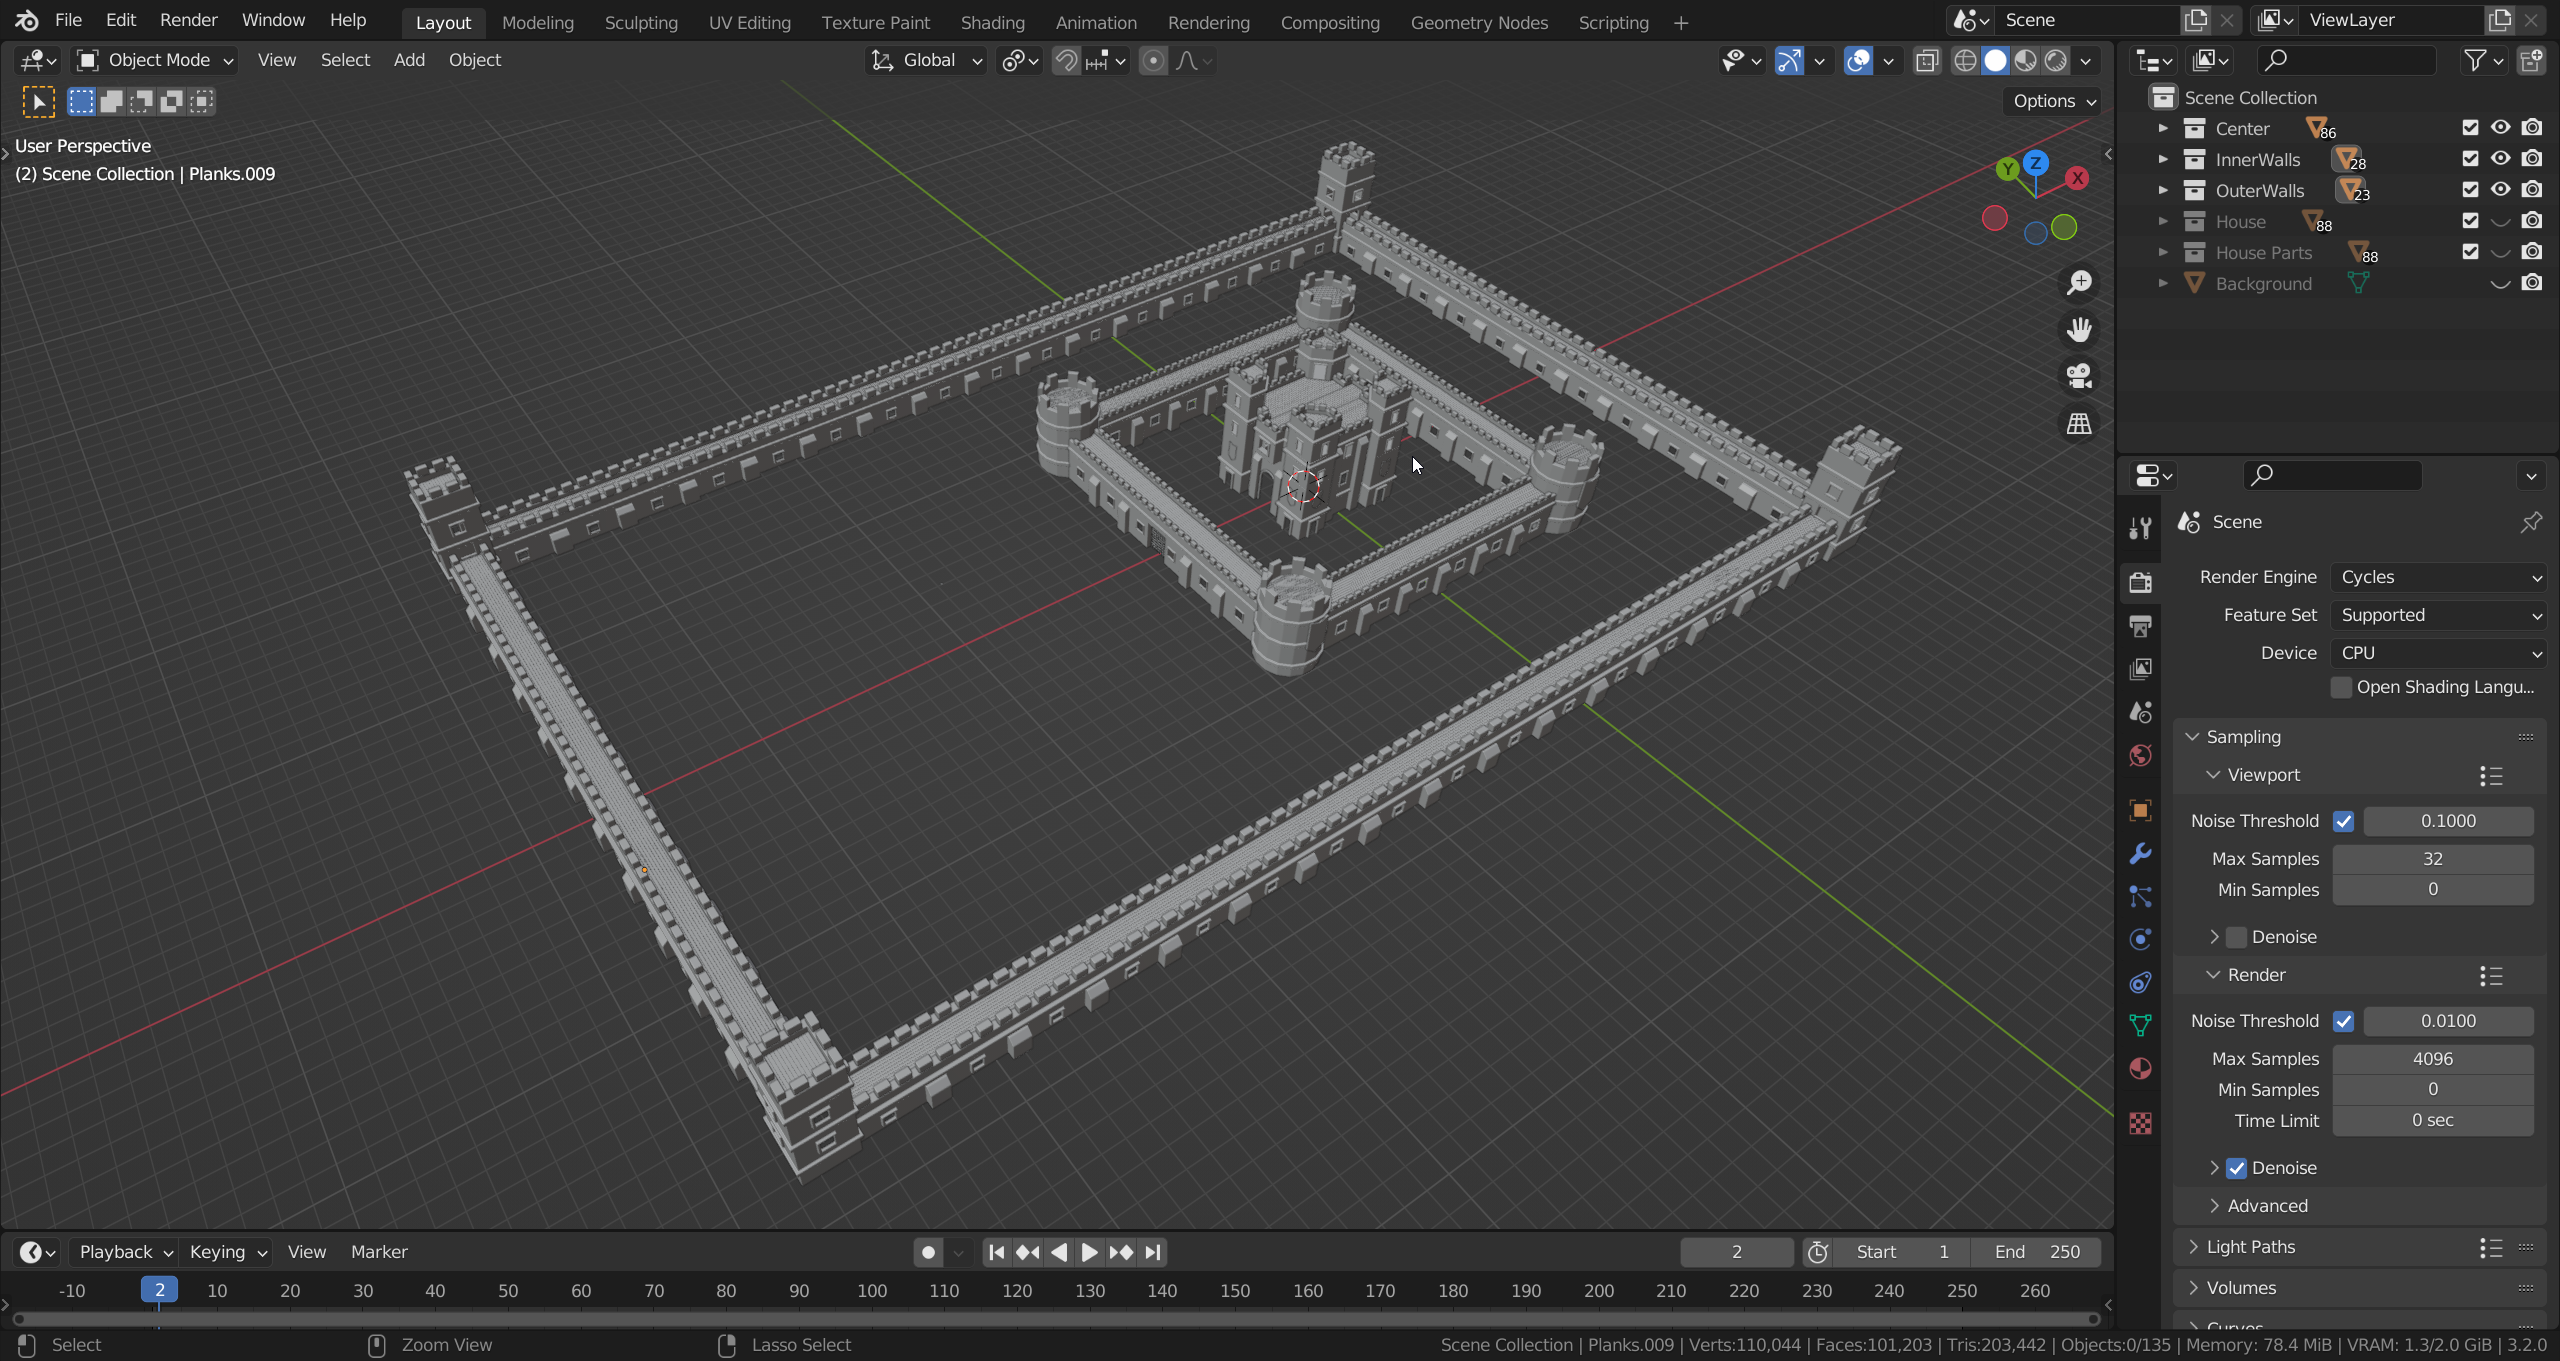 File Edit Render Window Help Layout Modeling Sculpting UV Editing Texture Paint Shading Animation Rendering Compositing Geometry Nodes Scripting + Scene ViewLayer
Object Mode View Select Add Object Global
Options
User Perspective
(2) Scene Collection | Planks.009
Z
Y
X
Scene Collection
Center 86
InnerWalls 28
OuterWalls 23
House 88
House Parts 88
Background
Scene
Render Engine Cycles
Feature Set Supported
Device CPU
Open Shading Langu...
Sampling
Viewport
Noise Threshold 0.1000
Max Samples 32
Min Samples 0
Denoise
Render
Noise Threshold 0.0100
Max Samples 4096
Min Samples 0
Time Limit 0 sec
Denoise
Advanced
Light Paths
Volumes
Curves
Playback Keying View Marker 2 Start 1 End 250
-10 2 10 20 30 40 50 60 70 80 90 100 110 120 130 140 150 160 170 180 190 200 210 220 230 240 250 260
Select Zoom View Lasso Select Scene Collection | Planks.009 | Verts:110,044 | Faces:101,203 | Tris:203,442 | Objects:0/135 | Memory: 78.4 MiB | VRAM: 1.3/2.0 GiB | 3.2.0